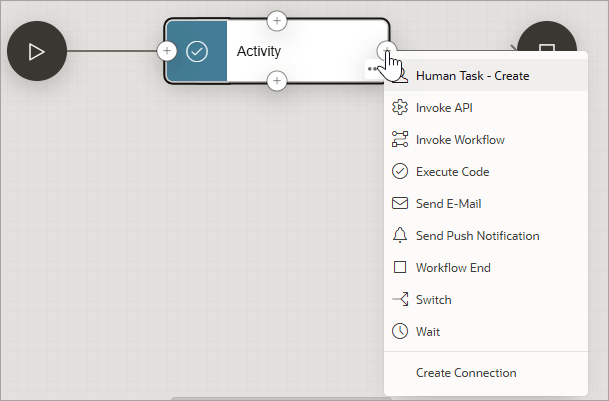 Activity
Human Task - Create
Invoke API
Invoke Workflow
Execute Code
Send E-Mail
Send Push Notification
Workflow End
Switch
Wait
Create Connection